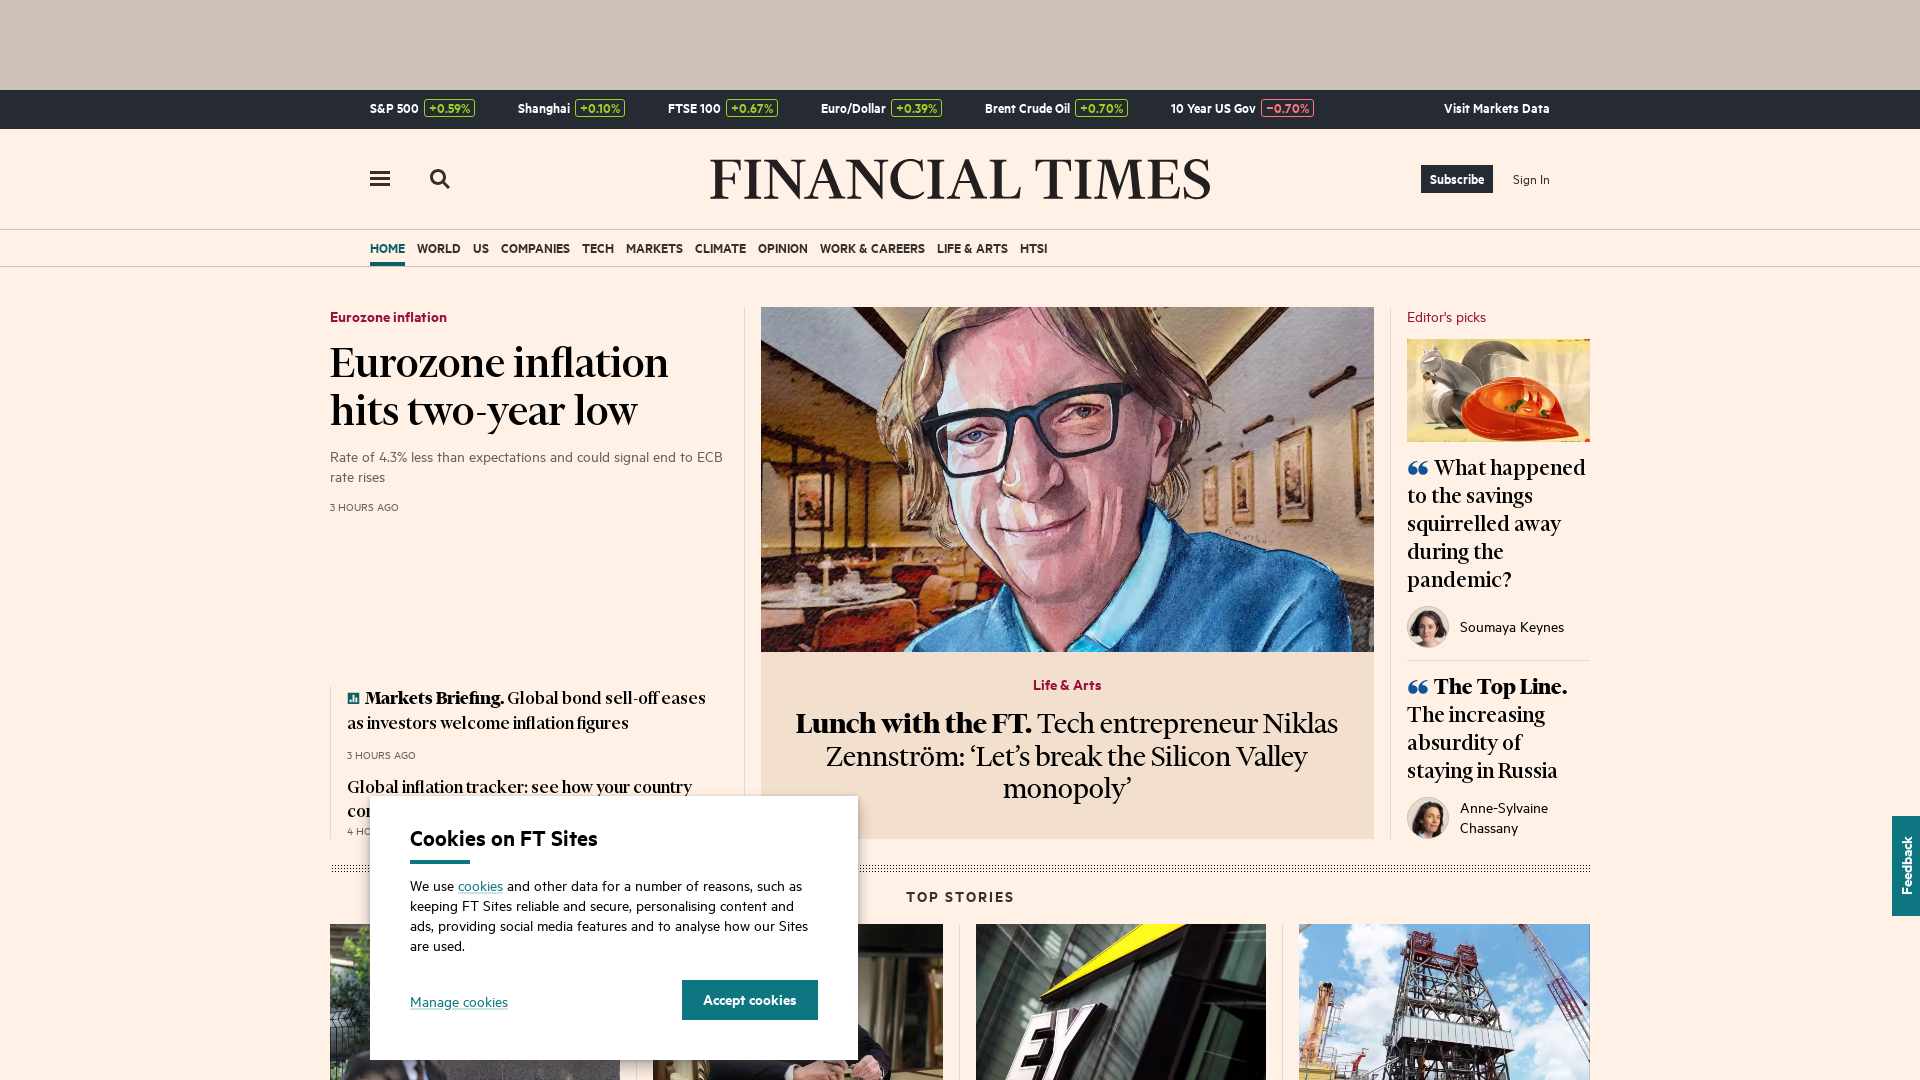 S&P 500 +0.59% Shanghai +0.10% FTSE 100 +0.67% Euro/Dollar +0.39% Brent Crude Oil +0.70% 10 Year US Gov −0.70% Visit Markets Data
FINANCIAL TIMES
Subscribe Sign In
HOME WORLD US COMPANIES TECH MARKETS CLIMATE OPINION WORK & CAREERS LIFE & ARTS HTSI
Eurozone inflation
Eurozone inflation
hits two-year low
Rate of 4.3% less than expectations and could signal end to ECB
rate rises
3 HOURS AGO
Markets Briefing. Global bond sell-off eases
as investors welcome inflation figures
3 HOURS AGO
Global inflation tracker: see how your country
4 HO
Life & Arts
Lunch with the FT. Tech entrepreneur Niklas
Zennström: ‘Let’s break the Silicon Valley
monopoly’
Editor's picks
“ What happened
to the savings
squirrelled away
during the
pandemic?
Soumaya Keynes
“ The Top Line.
The increasing
absurdity of
staying in Russia
Anne-Sylvaine
Chassany
Feedback
TOP STORIES
EY
Cookies on FT Sites
We use cookies and other data for a number of reasons, such as
keeping FT Sites reliable and secure, personalising content and
ads, providing social media features and to analyse how our Sites
are used.
Manage cookies Accept cookies